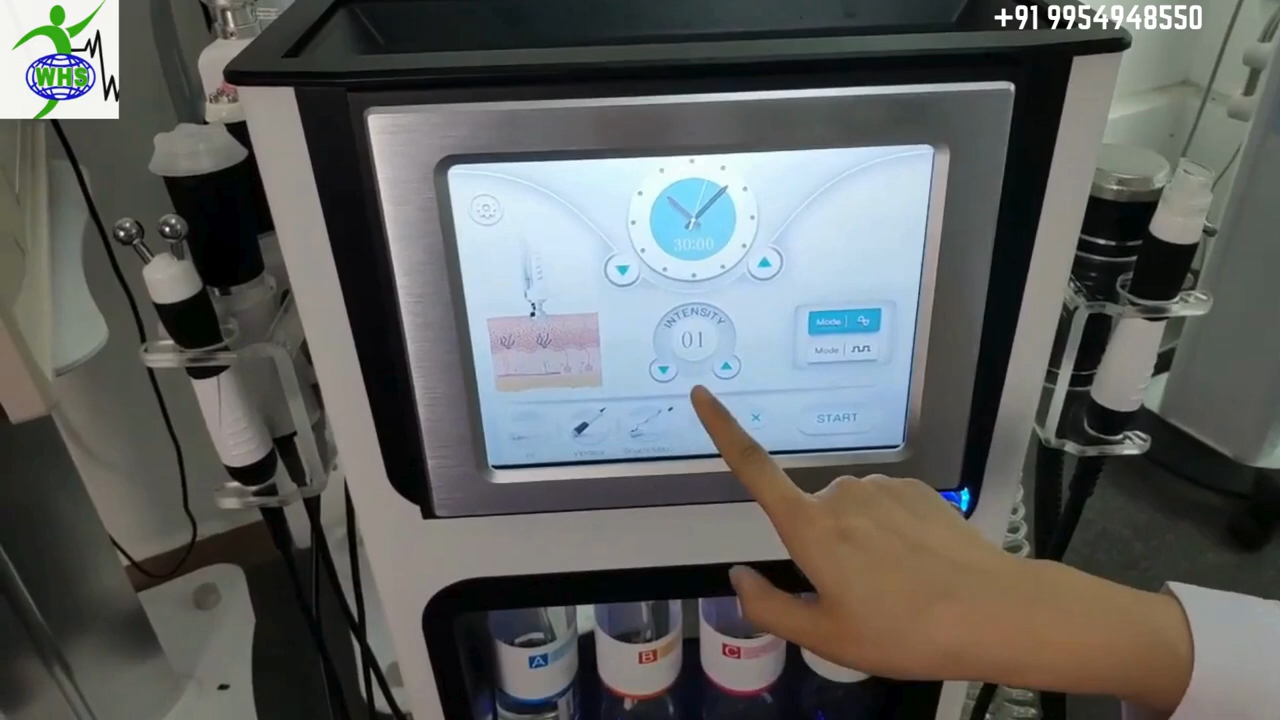 WHS
+91 9954948550
30:00
INTENSITY
01
Mode
Mode
START
A
B
C